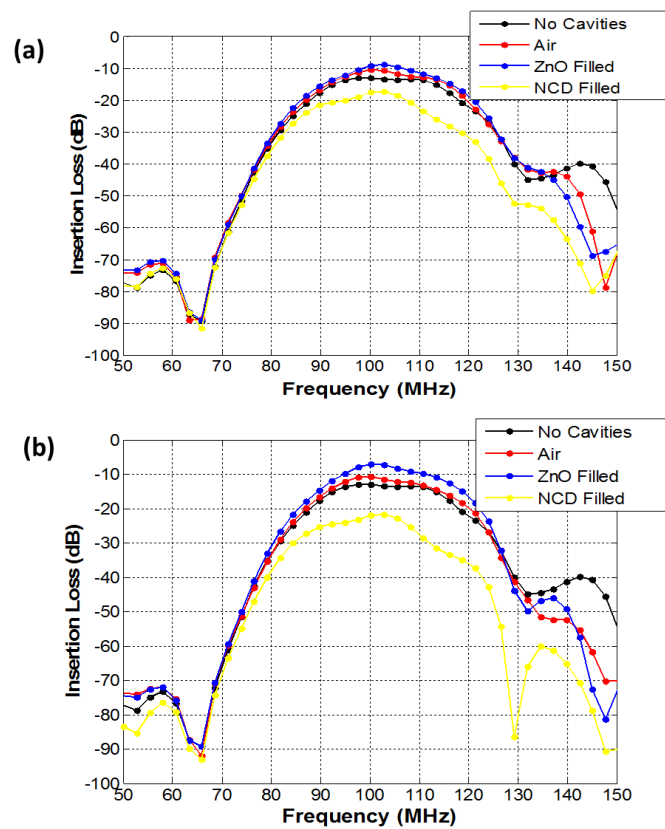 (a)
No Cavities
Air
ZnO Filled
NCD Filled
Insertion Loss (dB)
0
-10
-20
-30
-40
-50
-60
-70
-80
-90
-100
50 60 70 80 90 100 110 120 130 140 150
Frequency (MHz)
(b)
No Cavities
Air
ZnO Filled
NCD Filled
Insertion Loss (dB)
0
-10
-20
-30
-40
-50
-60
-70
-80
-90
-100
50 60 70 80 90 100 110 120 130 140 150
Frequency (MHz)